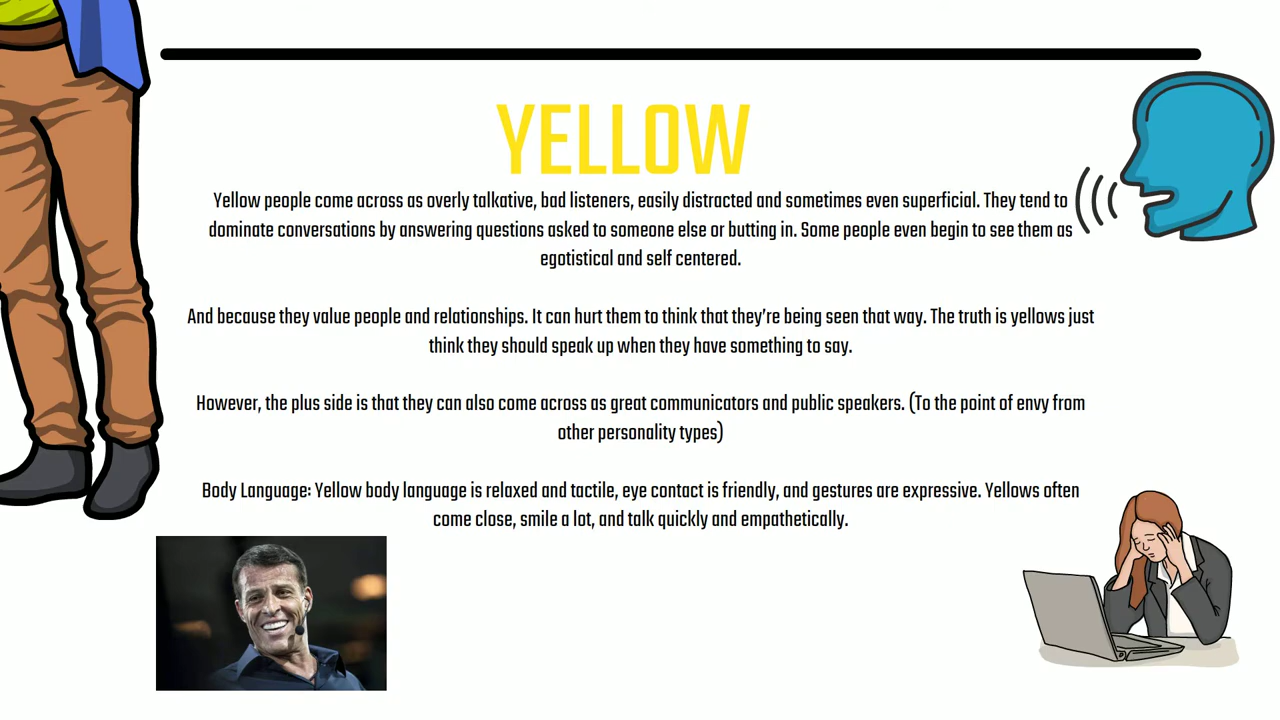 YELLOW
Yellow people come across as overly talkative, bad listeners, easily distracted and sometimes even superficial. They tend to
dominate conversations by answering questions asked to someone else or butting in. Some people even begin to see them as
egotistical and self centered.
And because they value people and relationships. It can hurt them to think that they're being seen that way. The truth is yellows just
think they should speak up when they have something to say.
However, the plus side is that they can also come across as great communicators and public speakers. (To the point of envy from
other personality types)
Body Language: Yellow body language is relaxed and tactile, eye contact is friendly, and gestures are expressive. Yellows often
come close, smile a lot, and talk quickly and empathetically.